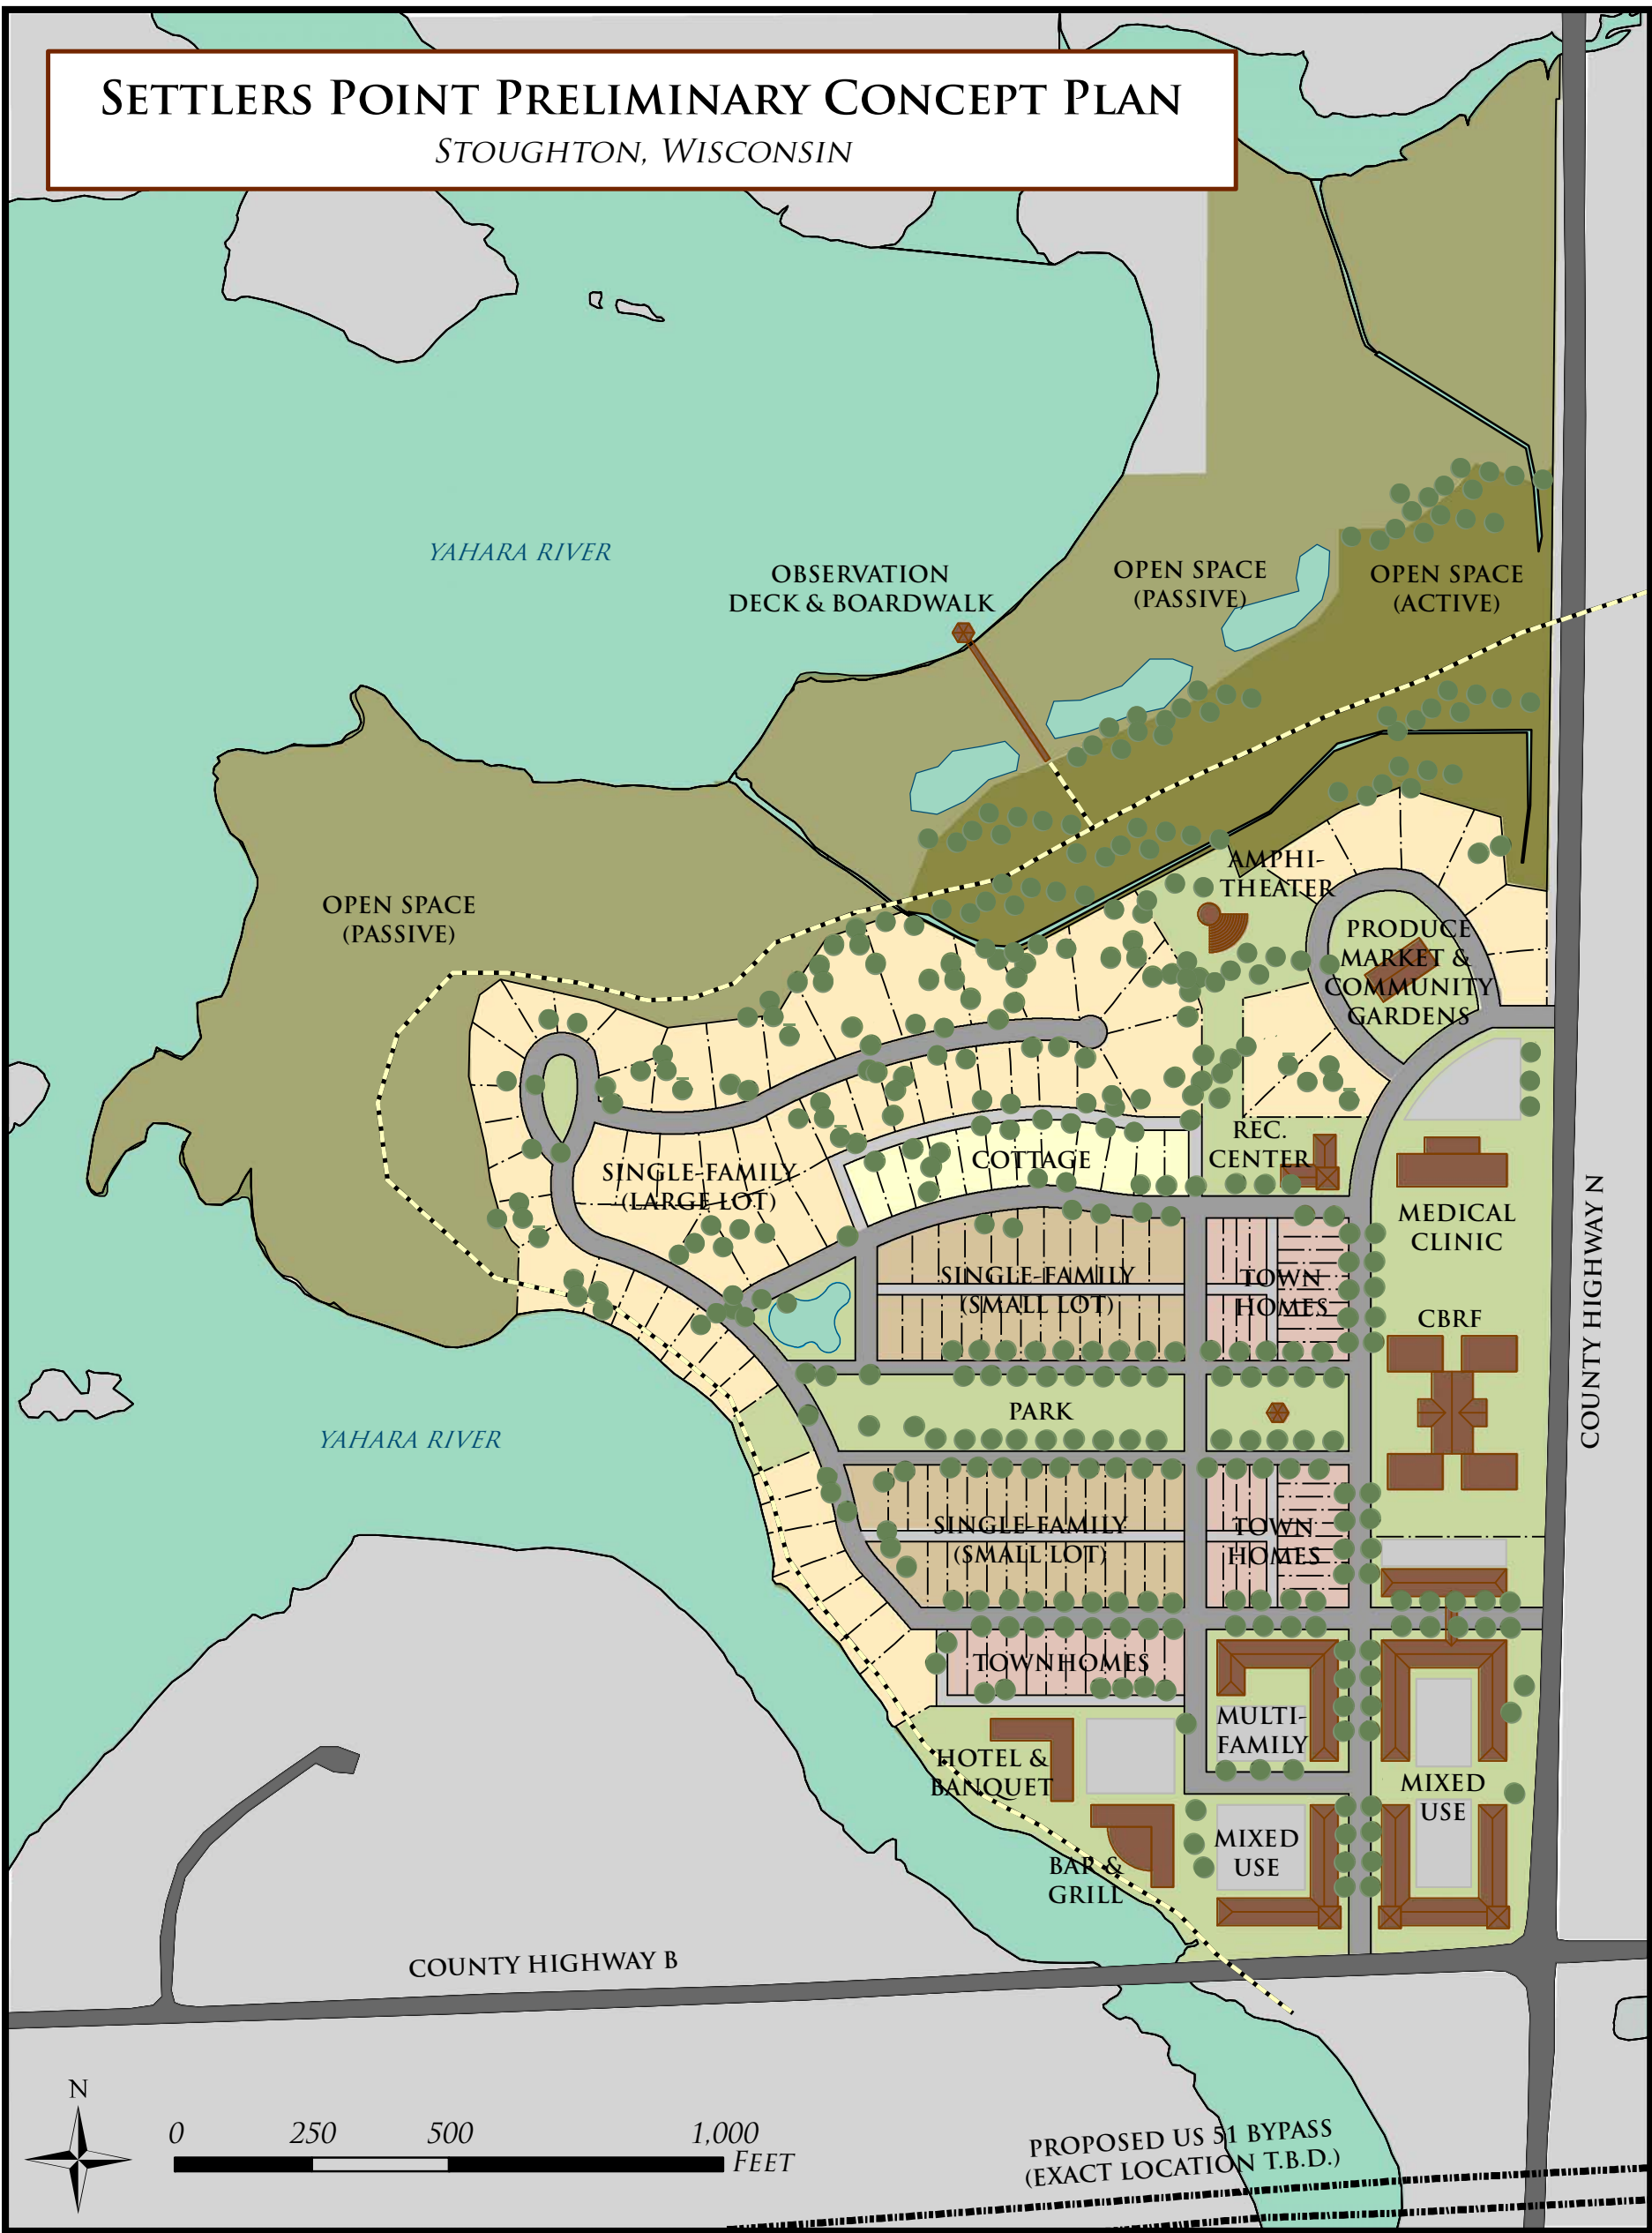 SETTLERS POINT PRELIMINARY CONCEPT PLAN
STOUGHTON, WISCONSIN
YAHARA RIVER
OBSERVATION
DECK & BOARDWALK
OPEN SPACE
(PASSIVE)
OPEN SPACE
(ACTIVE)
AMPHI-
THEATER
OPEN SPACE
(PASSIVE)
PRODUCE
MARKET &
COMMUNITY
GARDENS
REC.
CENTER
COTTAGE
SINGLE-FAMILY
(LARGE LOT)
MEDICAL
CLINIC
COUNTY HIGHWAY N
SINGLE-FAMILY
(SMALL LOT)
TOWN
HOMES
CBRF
PARK
YAHARA RIVER
SINGLE-FAMILY
(SMALL LOT)
TOWN
HOMES
TOWNHOMES
MULTI-
FAMILY
HOTEL &
BANQUET
MIXED
USE
MIXED
USE
BAR &
GRILL
COUNTY HIGHWAY B
N
0 250 500 1,000
FEET
PROPOSED US 51 BYPASS
(EXACT LOCATION T.B.D.)